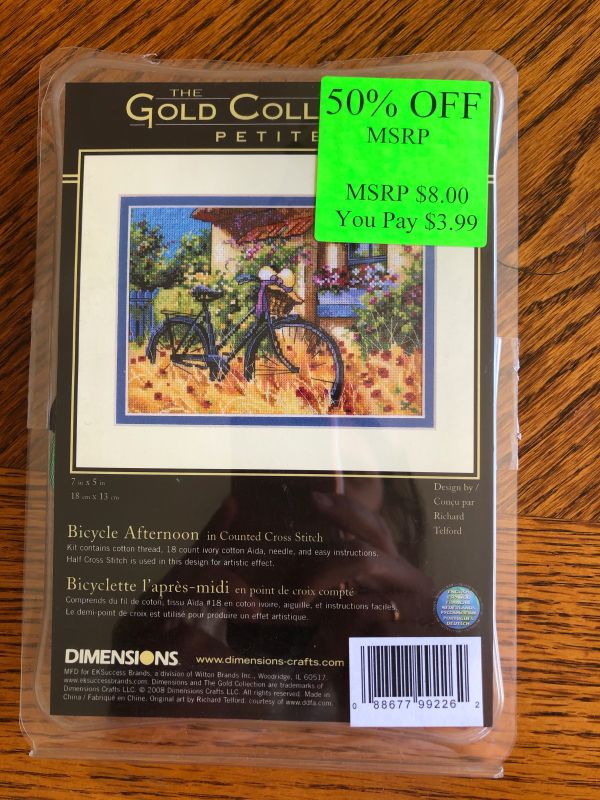 THE
GOLD COLL
PETITE
50% OFF
MSRP
MSRP $8.00
You Pay $3.99
7 in x 5 in
18 cm x 13 cm
Design by /
Conçu par
Richard
Telford
Bicycle Afternoon in Counted Cross Stitch
Kit contains cotton thread, 18 count ivory cotton Aida, needle, and easy instructions.
Half Cross Stitch is used in this design for artistic effect.
Bicyclette l'après-midi en point de croix compté
Comprends du fil de coton, tissu Aïda #18 en coton ivoire, aiguille, et instructions faciles.
Le demi-point de croix est utilisé pour produire un effet artistique.
ENGLISH
ESPAÑOL
FRANÇAIS
NEDERLANDS
PORTUGUÊS
DEUTSCH
DIMENSIONS® www.dimensions-crafts.com
MFD for EKSuccess Brands, a division of Wilton Brands Inc., Woodridge, IL 60517.
www.eksuccessbrands.com. Dimensions and The Gold Collection are trademarks of
Dimensions Crafts LLC. © 2008 Dimensions Crafts LLC. All rights reserved. Made in
China / Fabriqué en Chine. Original art by Richard Telford. courtesy of www.ddfa.com.
0 88677 99226 2